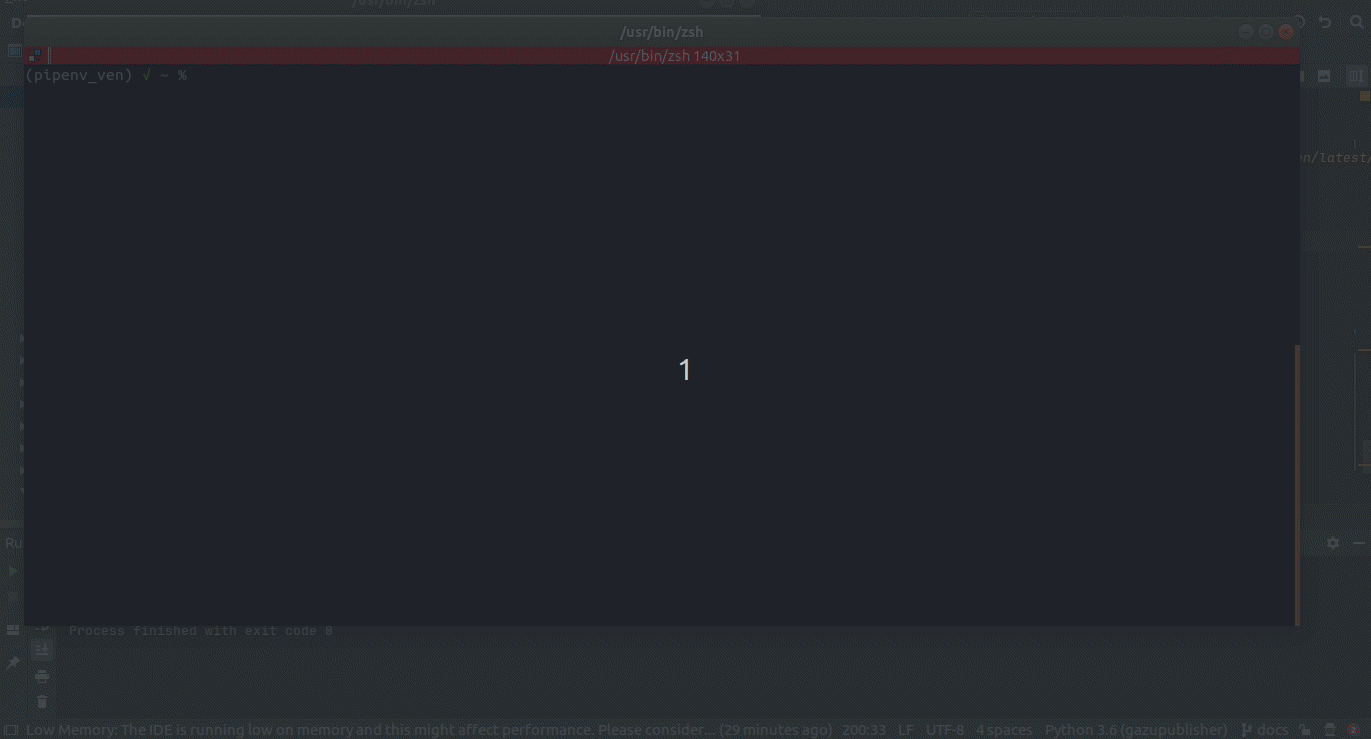 /usr/bin/zsh
/usr/bin/zsh
/usr/bin/zsh 140x31
(pipenv_ven) √ ~ %
en/latest/
1
Ru
Process finished with exit code 0
Low Memory: The IDE is running low on memory and this might affect performance. Please consider... (29 minutes ago) 200:33 LF UTF-8 4 spaces Python 3.6 (gazupublisher) docs 2